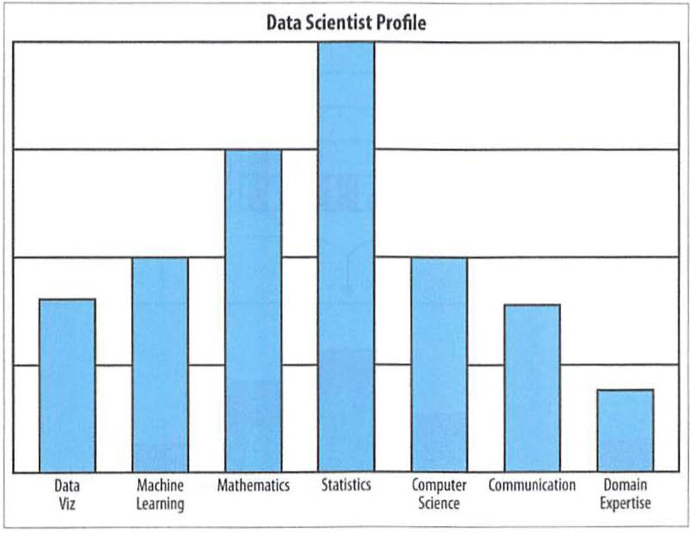 Data Scientist Profile
Data
Viz
Machine
Learning
Mathematics
Statistics
Computer
Science
Communication
Domain
Expertise